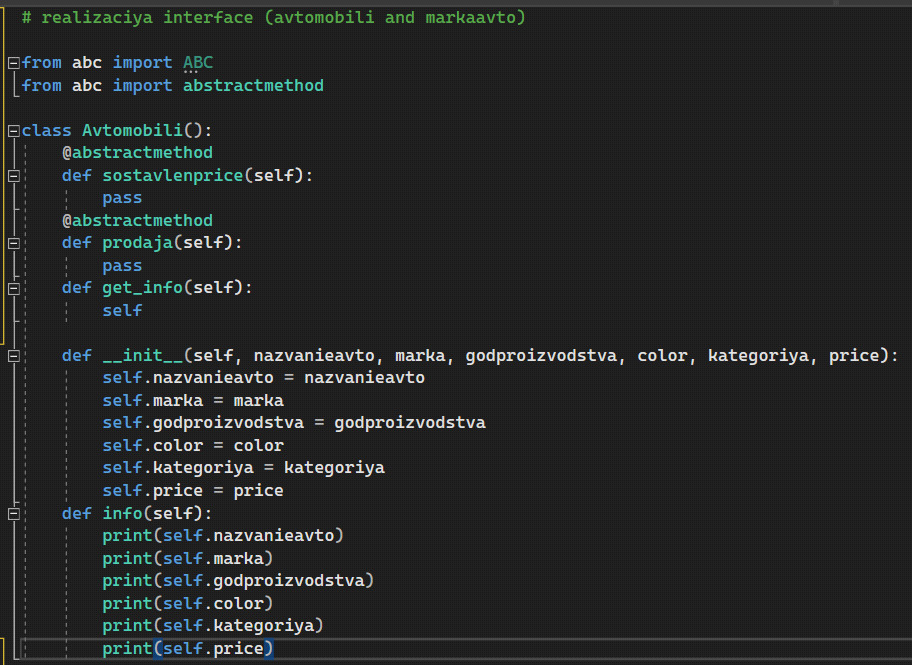 # realizaciya interface (avtomobili and markaavto)
from abc import ABC
from abc import abstractmethod
class Avtomobili():
    @abstractmethod
    def sostavlenprice(self):
        pass
    @abstractmethod
    def prodaja(self):
        pass
    def get_info(self):
        self
    def __init__(self, nazvanieavto, marka, godproizvodstva, color, kategoriya, price):
        self.nazvanieavto = nazvanieavto
        self.marka = marka
        self.godproizvodstva = godproizvodstva
        self.color = color
        self.kategoriya = kategoriya
        self.price = price
    def info(self):
        print(self.nazvanieavto)
        print(self.marka)
        print(self.godproizvodstva)
        print(self.color)
        print(self.kategoriya)
        print(self.price)